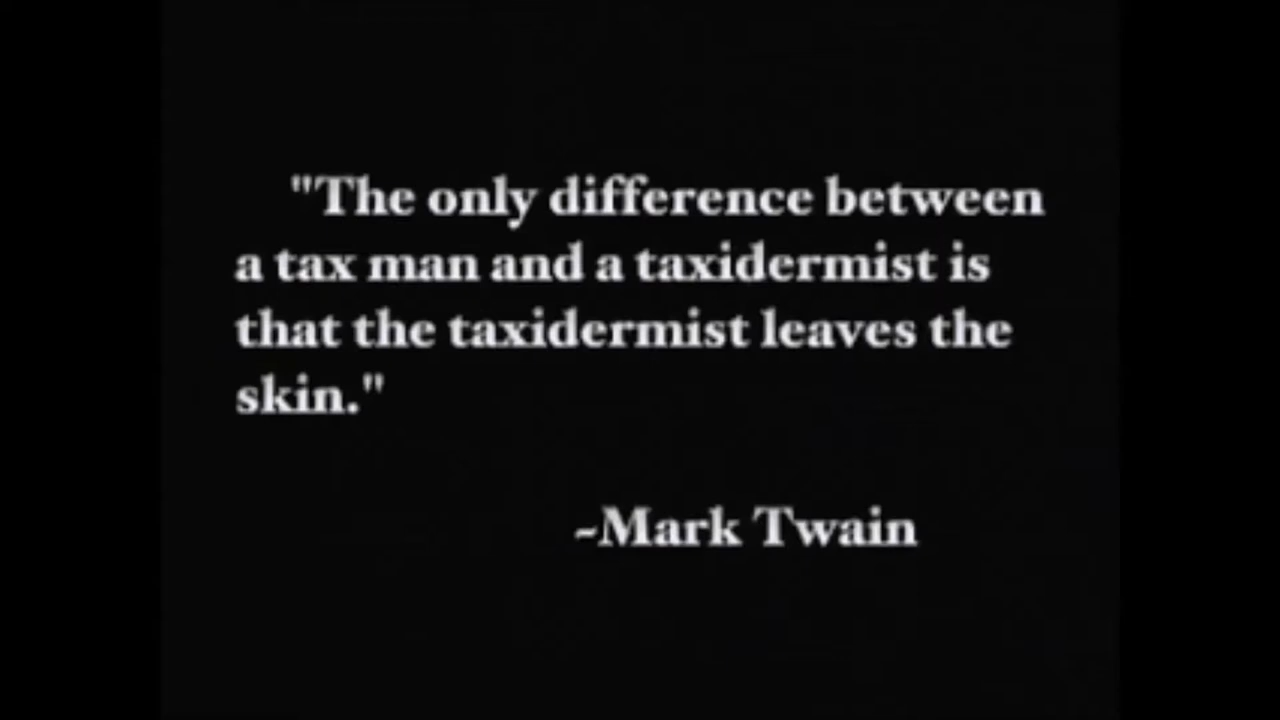 "The only difference between
a tax man and a taxidermist is
that the taxidermist leaves the
skin."
~Mark Twain